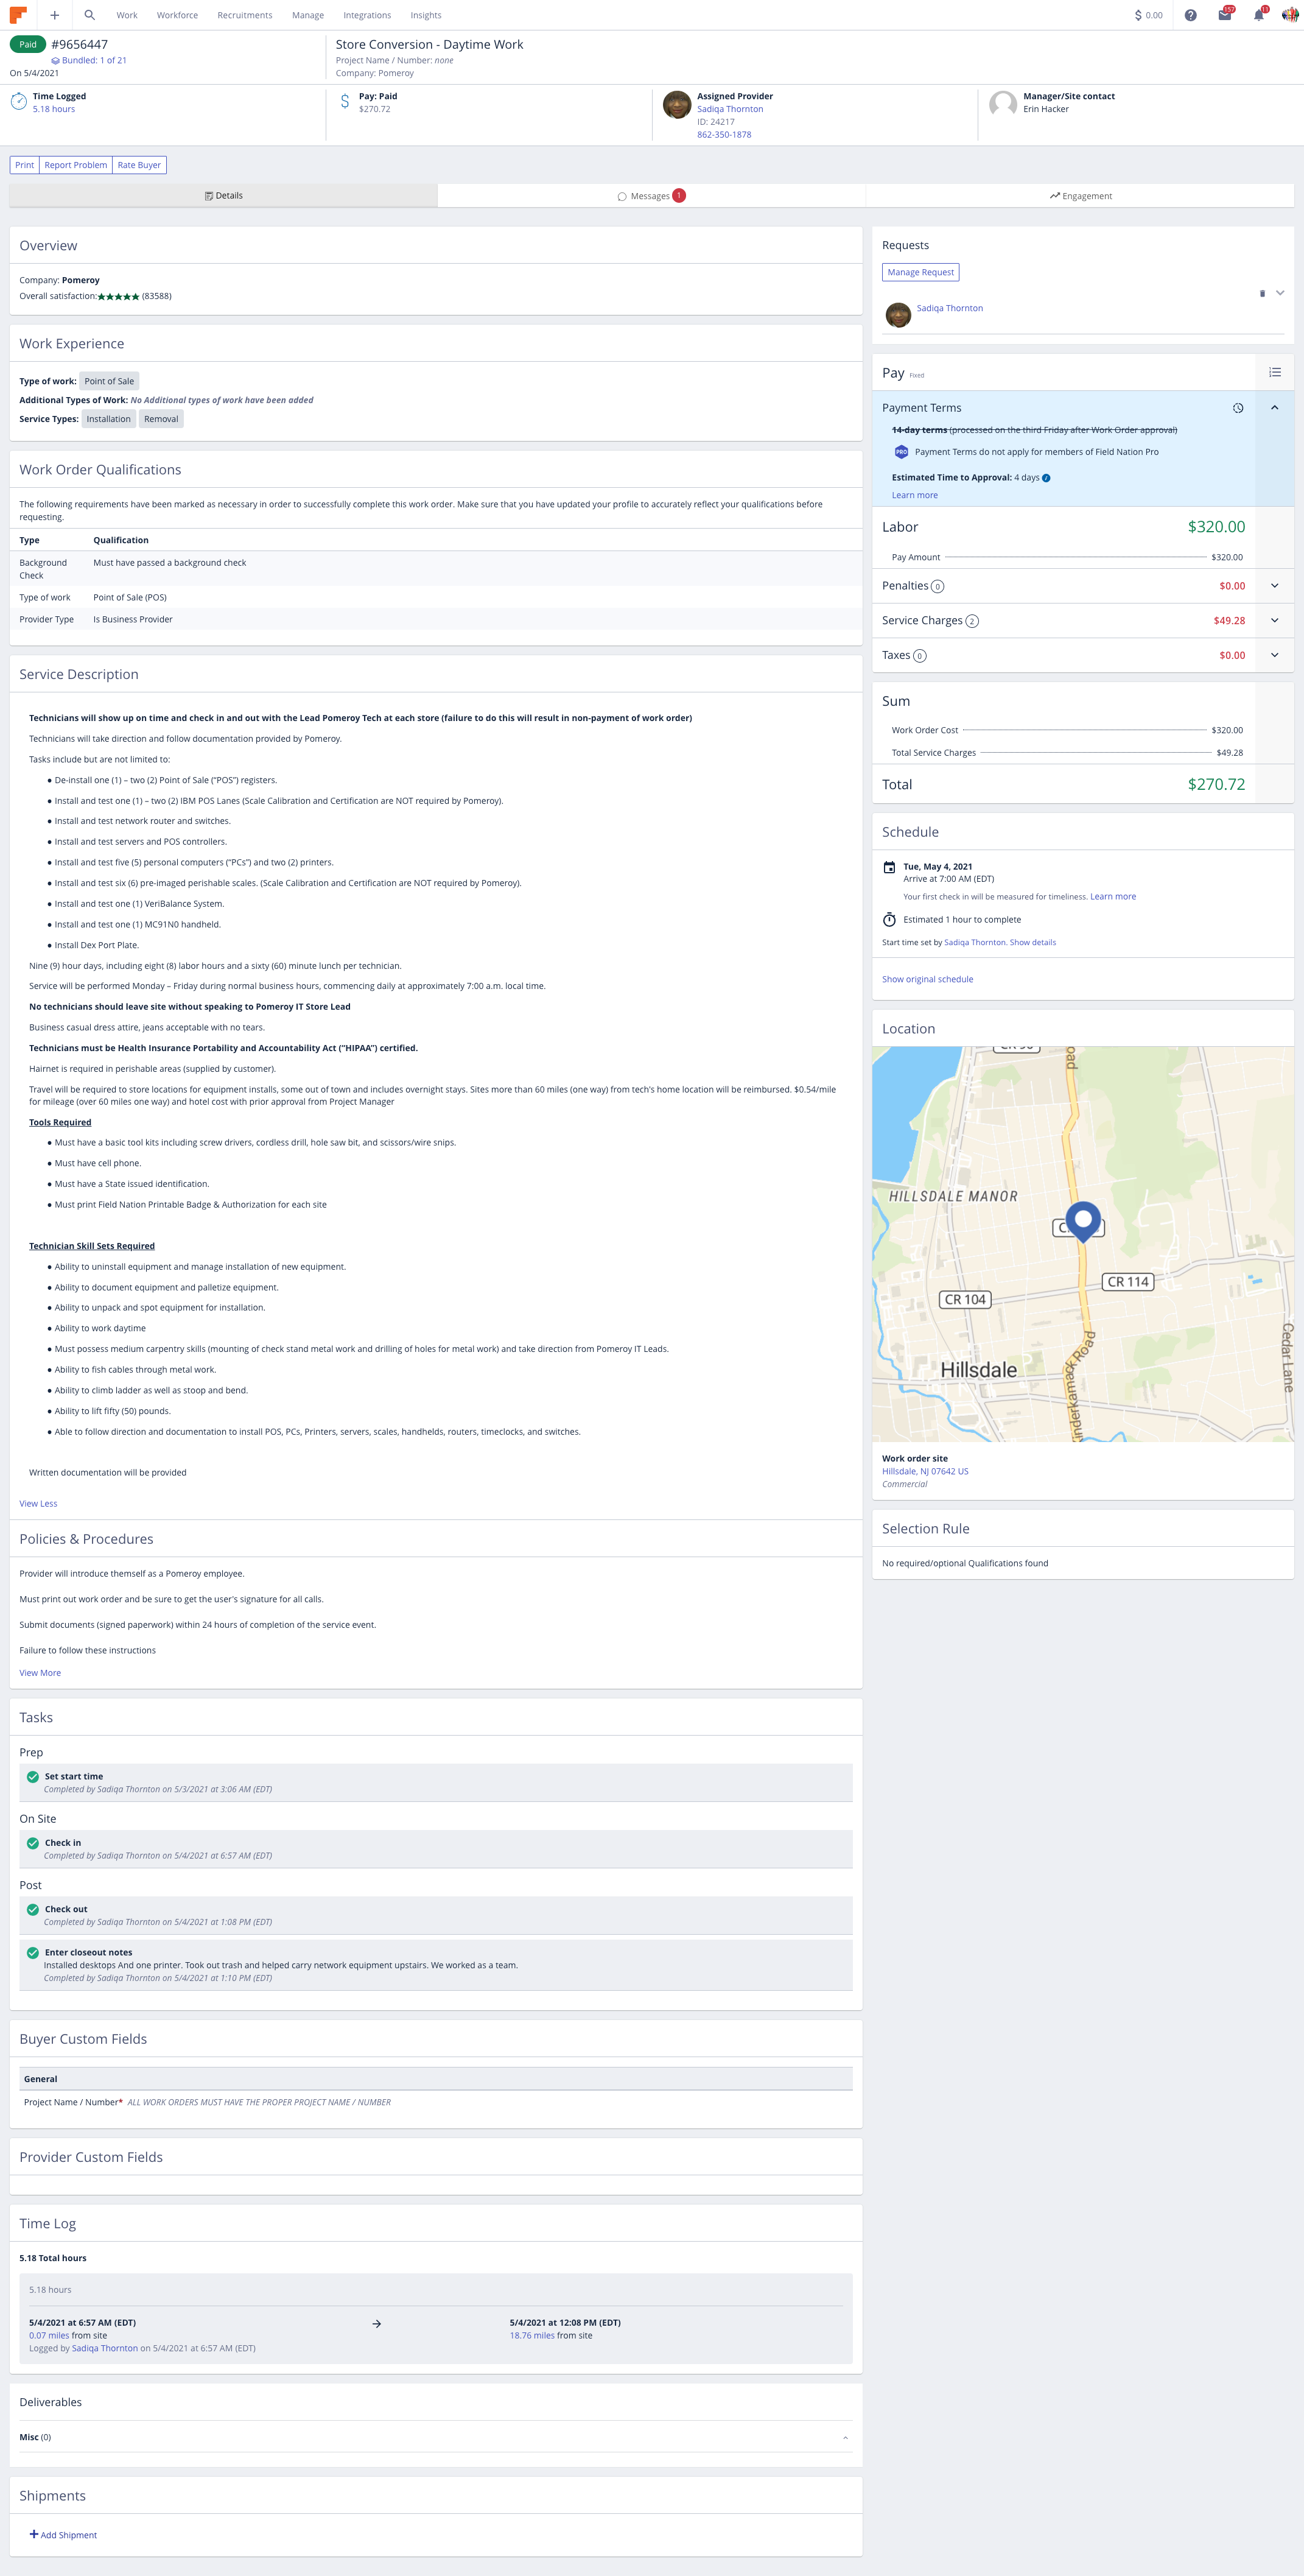 Work Workforce Recruitments Manage Integrations Insights $ 0.00 157 11
Paid #9656447
Bundled: 1 of 21
On 5/4/2021
Store Conversion - Daytime Work
Project Name / Number: none
Company: Pomeroy
Time Logged
5.18 hours
Pay: Paid
$270.72
Assigned Provider
Sadiqa Thornton
ID: 24217
862-350-1878
Manager/Site contact
Erin Hacker
Print Report Problem Rate Buyer
Details Messages 1 Engagement
Overview
Company: Pomeroy
Overall satisfaction:★★★★★ (83588)
Work Experience
Type of work: Point of Sale
Additional Types of Work: No Additional types of work have been added
Service Types: Installation Removal
Work Order Qualifications
The following requirements have been marked as necessary in order to successfully complete this work order. Make sure that you have updated your profile to accurately reflect your qualifications before
requesting.
Type Qualification
Background
Check
Must have passed a background check
Type of work Point of Sale (POS)
Provider Type Is Business Provider
Service Description
Technicians will show up on time and check in and out with the Lead Pomeroy Tech at each store (failure to do this will result in non-payment of work order)
Technicians will take direction and follow documentation provided by Pomeroy.
Tasks include but are not limited to:
● De-install one (1) – two (2) Point of Sale (“POS”) registers.
● Install and test one (1) – two (2) IBM POS Lanes (Scale Calibration and Certification are NOT required by Pomeroy).
● Install and test network router and switches.
● Install and test servers and POS controllers.
● Install and test five (5) personal computers (“PCs”) and two (2) printers.
● Install and test six (6) pre-imaged perishable scales. (Scale Calibration and Certification are NOT required by Pomeroy).
● Install and test one (1) VeriBalance System.
● Install and test one (1) MC91N0 handheld.
● Install Dex Port Plate.
Nine (9) hour days, including eight (8) labor hours and a sixty (60) minute lunch per technician.
Service will be performed Monday – Friday during normal business hours, commencing daily at approximately 7:00 a.m. local time.
No technicians should leave site without speaking to Pomeroy IT Store Lead
Business casual dress attire, jeans acceptable with no tears.
Technicians must be Health Insurance Portability and Accountability Act (“HIPAA”) certified.
Hairnet is required in perishable areas (supplied by customer).
Travel will be required to store locations for equipment installs, some out of town and includes overnight stays. Sites more than 60 miles (one way) from tech's home location will be reimbursed. $0.54/mile
for mileage (over 60 miles one way) and hotel cost with prior approval from Project Manager
Tools Required
● Must have a basic tool kits including screw drivers, cordless drill, hole saw bit, and scissors/wire snips.
● Must have cell phone.
● Must have a State issued identification.
● Must print Field Nation Printable Badge & Authorization for each site
Technician Skill Sets Required
● Ability to uninstall equipment and manage installation of new equipment.
● Ability to document equipment and palletize equipment.
● Ability to unpack and spot equipment for installation.
● Ability to work daytime
● Must possess medium carpentry skills (mounting of check stand metal work and drilling of holes for metal work) and take direction from Pomeroy IT Leads.
● Ability to fish cables through metal work.
● Ability to climb ladder as well as stoop and bend.
● Ability to lift fifty (50) pounds.
● Able to follow direction and documentation to install POS, PCs, Printers, servers, scales, handhelds, routers, timeclocks, and switches.
Written documentation will be provided
View Less
Policies & Procedures
Provider will introduce themself as a Pomeroy employee.
Must print out work order and be sure to get the user's signature for all calls.
Submit documents (signed paperwork) within 24 hours of completion of the service event.
Failure to follow these instructions
View More
Tasks
Prep
Set start time
Completed by Sadiqa Thornton on 5/3/2021 at 3:06 AM (EDT)
On Site
Check in
Completed by Sadiqa Thornton on 5/4/2021 at 6:57 AM (EDT)
Post
Check out
Completed by Sadiqa Thornton on 5/4/2021 at 1:08 PM (EDT)
Enter closeout notes
Installed desktops And one printer. Took out trash and helped carry network equipment upstairs. We worked as a team.
Completed by Sadiqa Thornton on 5/4/2021 at 1:10 PM (EDT)
Buyer Custom Fields
General
Project Name / Number* ALL WORK ORDERS MUST HAVE THE PROPER PROJECT NAME / NUMBER
Provider Custom Fields
Time Log
5.18 Total hours
5.18 hours
5/4/2021 at 6:57 AM (EDT) → 5/4/2021 at 12:08 PM (EDT)
0.07 miles from site 18.76 miles from site
Logged by Sadiqa Thornton on 5/4/2021 at 6:57 AM (EDT)
Deliverables
Misc (0)
Shipments
+ Add Shipment
Requests
Manage Request
Sadiqa Thornton
Pay Fixed
Payment Terms
14-day terms (processed on the third Friday after Work Order approval)
PRO Payment Terms do not apply for members of Field Nation Pro
Estimated Time to Approval: 4 days
Learn more
Labor $320.00
Pay Amount $320.00
Penalties 0 $0.00
Service Charges 2 $49.28
Taxes 0 $0.00
Sum
Work Order Cost $320.00
Total Service Charges $49.28
Total $270.72
Schedule
Tue, May 4, 2021
Arrive at 7:00 AM (EDT)
Your first check in will be measured for timeliness. Learn more
Estimated 1 hour to complete
Start time set by Sadiqa Thornton. Show details
Show original schedule
Location
HILLSDALE MANOR
CR 114
CR 104
Hillsdale
Kinderkamack Road
Cedar Lane
Work order site
Hillsdale, NJ 07642 US
Commercial
Selection Rule
No required/optional Qualifications found